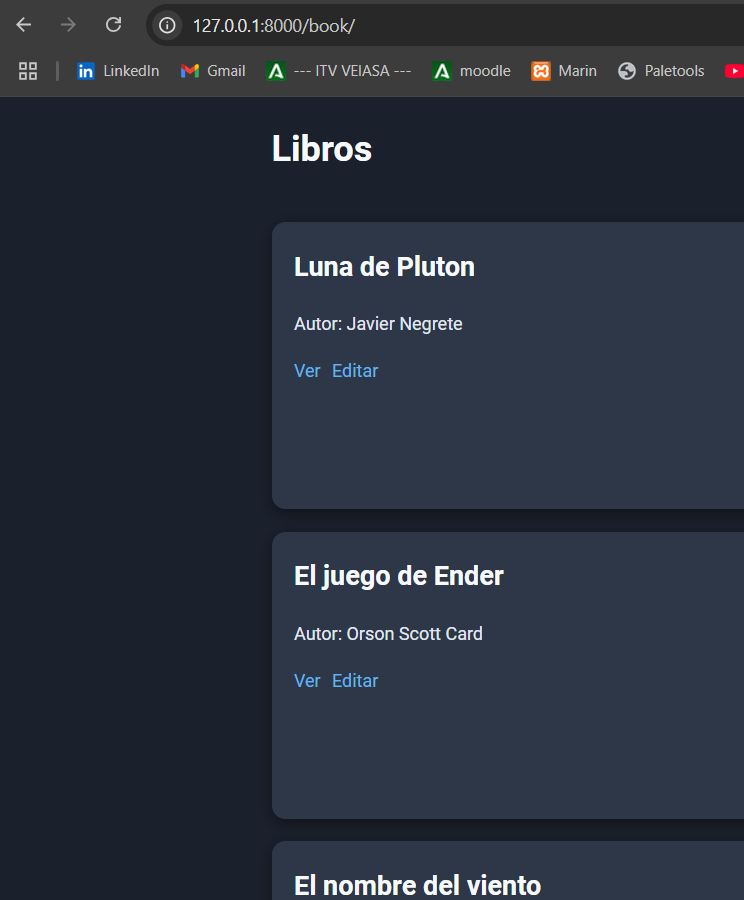 127.0.0.1:8000/book/
LinkedIn Gmail --- ITV VEIASA --- moodle Marin Paletools
Libros
Luna de Pluton
Autor: Javier Negrete
Ver Editar
El juego de Ender
Autor: Orson Scott Card
Ver Editar
El nombre del viento